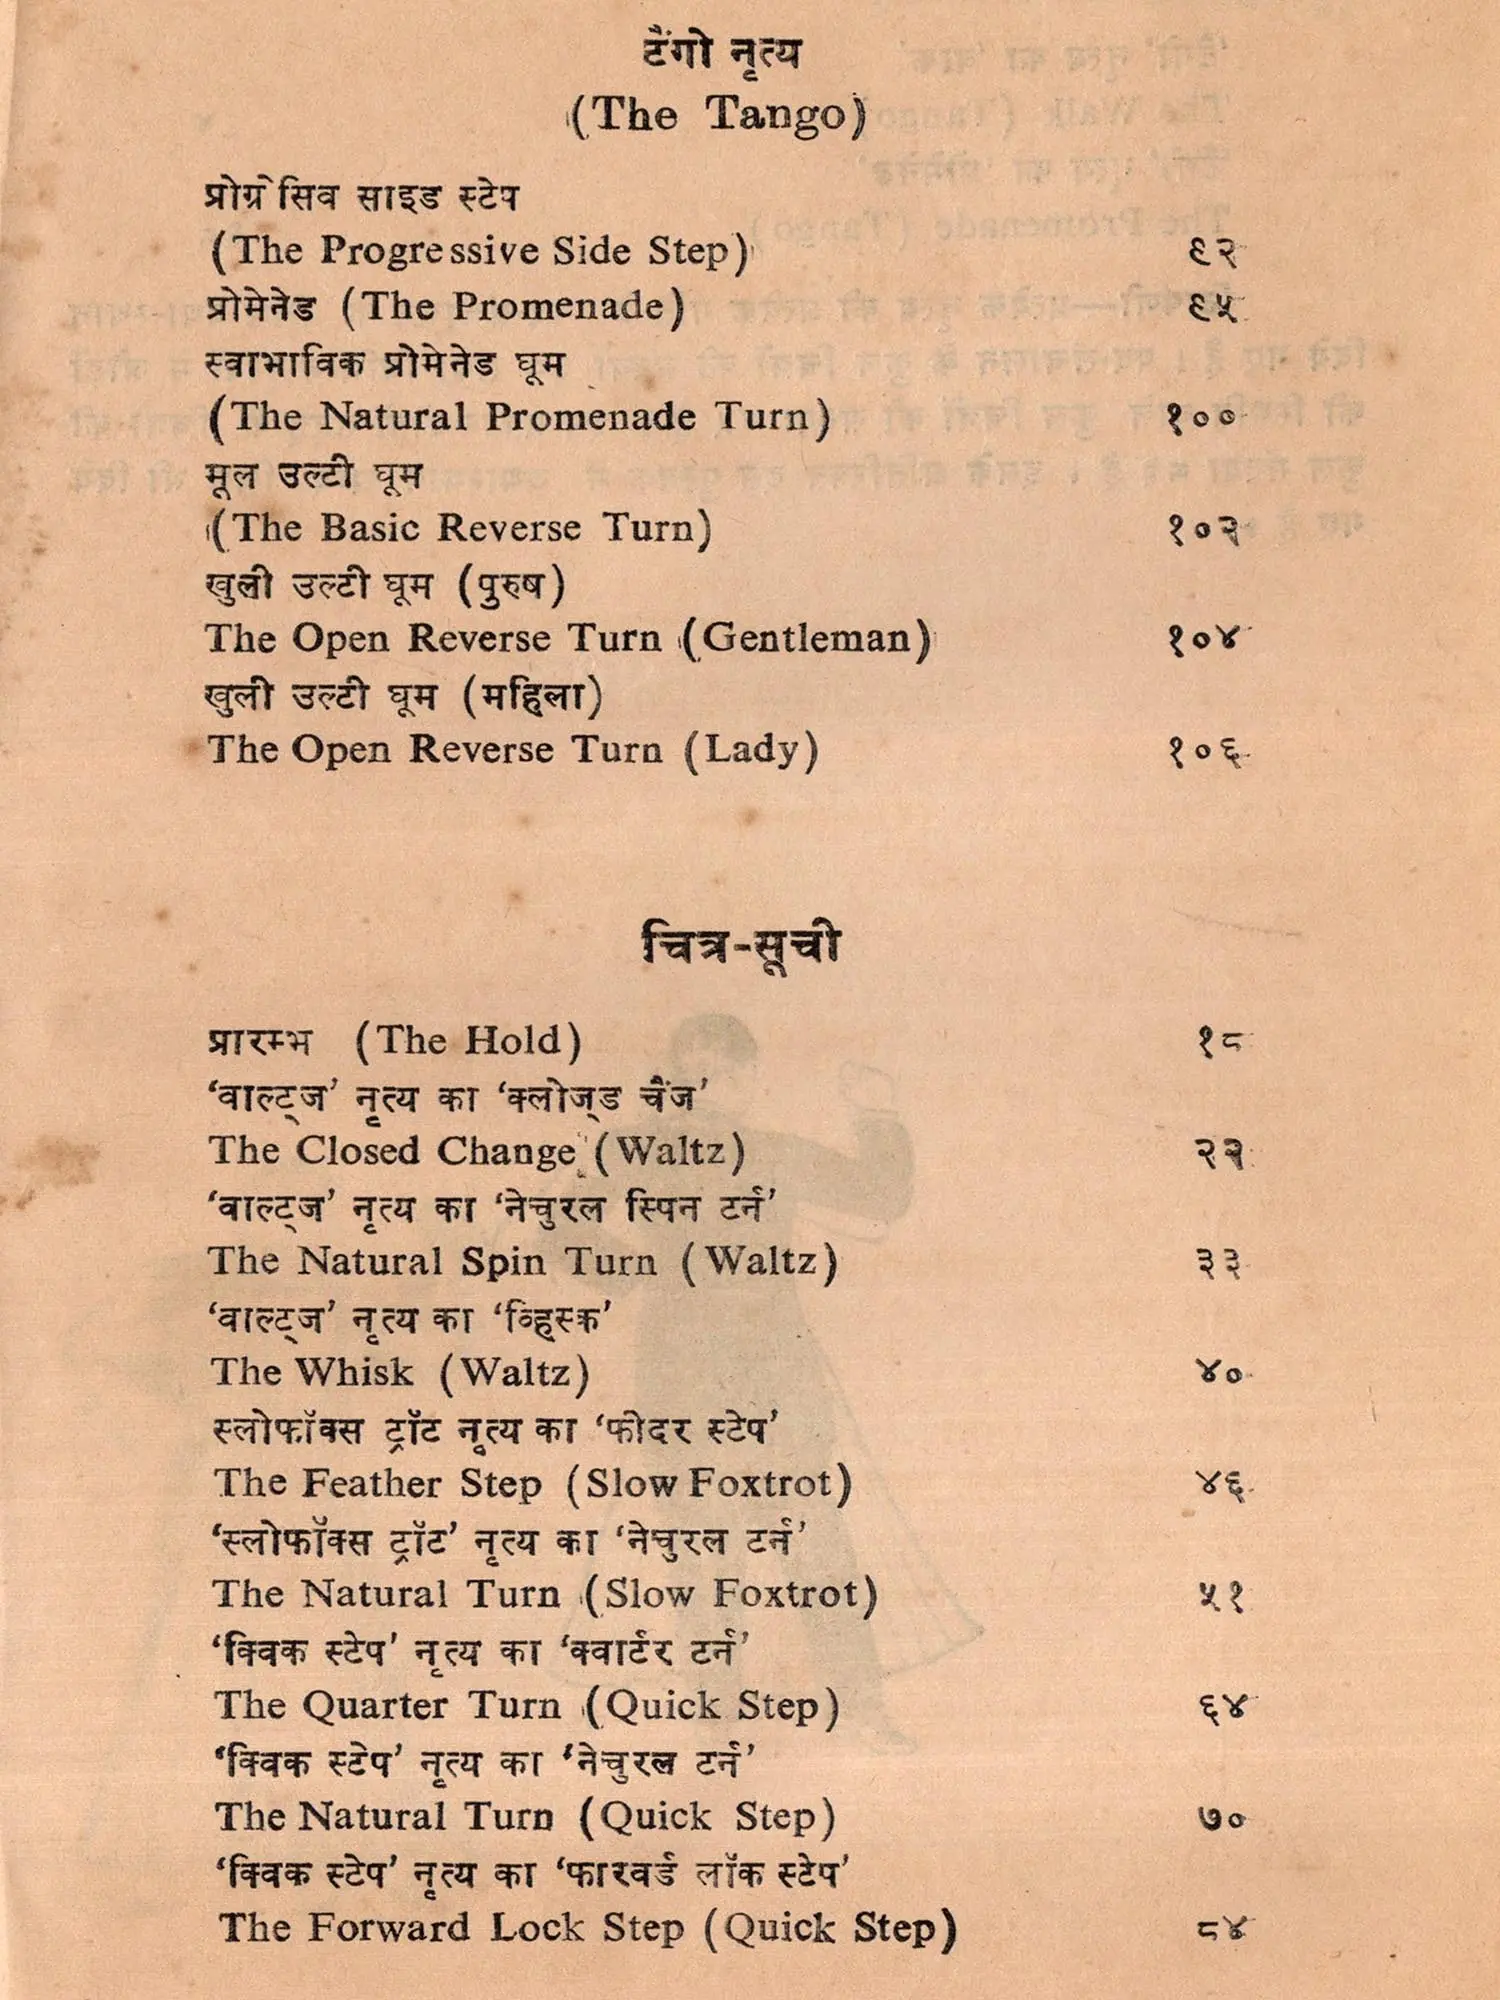 टैंगो नृत्य
(The Tango)
प्रोग्रेसिव साइड स्टेप
(The Progressive Side Step) ९२
प्रोमेनेड (The Promenade) ९५
स्वाभाविक प्रोमेनेड घूम
(The Natural Promenade Turn) १००
मूल उल्टी घूम
(The Basic Reverse Turn) १०२
खुली उल्टी घूम (पुरुष)
The Open Reverse Turn (Gentleman) १०४
खुली उल्टी घूम (महिला)
The Open Reverse Turn (Lady) १०६
चित्र-सूची
प्रारम्भ (The Hold) १८
‘वाल्ट्ज’ नृत्य का ‘क्लोज्ड चैंज’
The Closed Change (Waltz) २२
‘वाल्ट्ज’ नृत्य का ‘नेचुरल स्पिन टर्न’
The Natural Spin Turn (Waltz) ३३
‘वाल्ट्ज’ नृत्य का ‘व्हिस्क’
The Whisk (Waltz) ४०
स्लोफॉक्स ट्रॉट नृत्य का ‘फीदर स्टेप’
The Feather Step (Slow Foxtrot) ४६
‘स्लोफॉक्स ट्रॉट’ नृत्य का ‘नेचुरल टर्न’
The Natural Turn (Slow Foxtrot) ५१
‘क्विक स्टेप’ नृत्य का ‘क्वार्टर टर्न’
The Quarter Turn (Quick Step) ६४
‘क्विक स्टेप’ नृत्य का ‘नेचुरल टर्न’
The Natural Turn (Quick Step) ७०
‘क्विक स्टेप’ नृत्य का ‘फारवर्ड लॉक स्टेप’
The Forward Lock Step (Quick Step) ८४